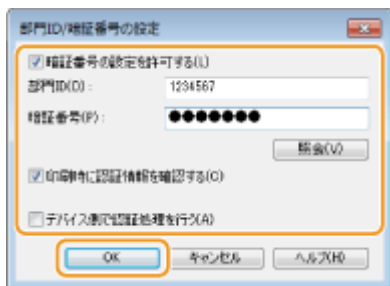 部門ID/暗証番号の設定
暗証番号の設定を許可する(L)
部門ID(D):
1234567
暗証番号(P):
●●●●●●●
照会(V)
印刷時に認証情報を確認する(C)
デバイス側で認証処理を行う(A)
OK
キャンセル
ヘルプ(H)